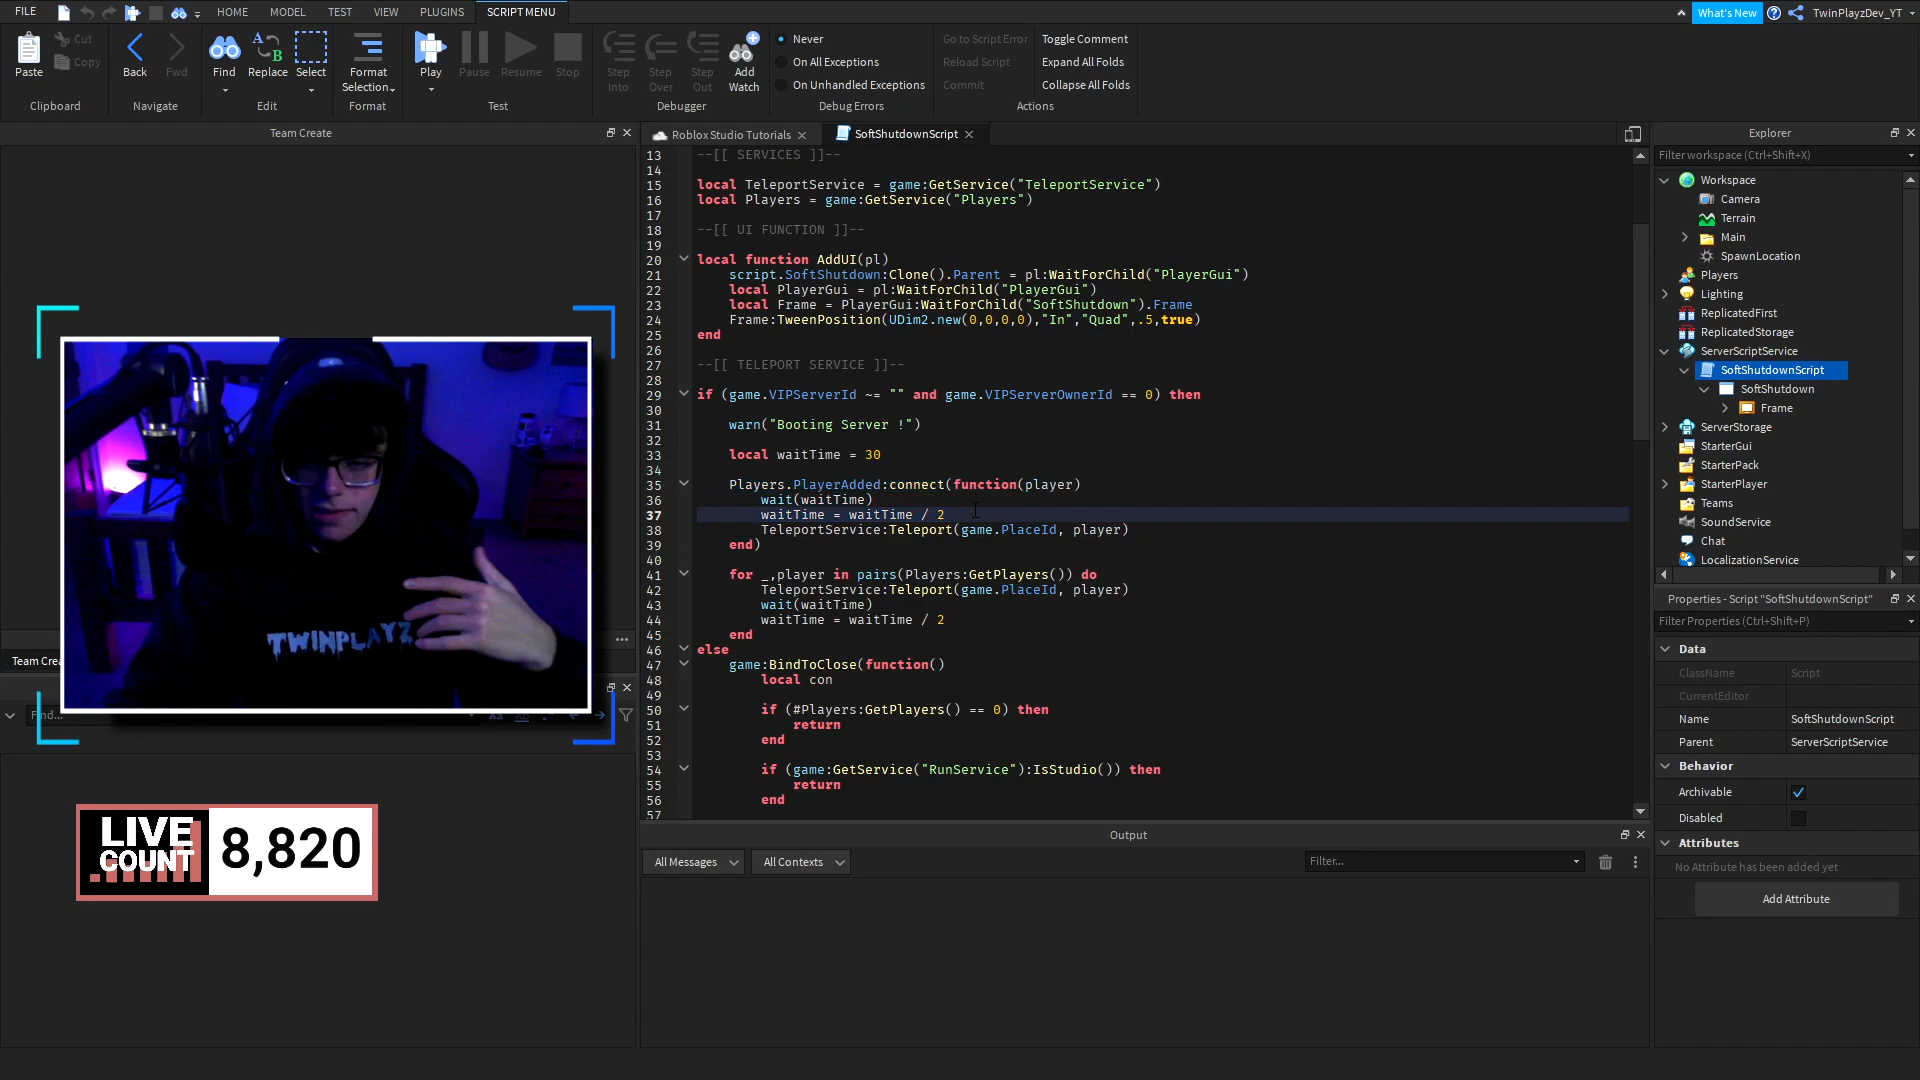 FILE
HOME
MODEL
TEST
VIEW
PLUGINS
SCRIPT MENU
What's New
TwinPlayzDev_YT
Paste
Cut
Copy
Clipboard
Back
Fwd
Navigate
Find
Replace
Select
Edit
Format
Selection
Format
Play
Pause
Resume
Stop
Test
Step
Into
Step
Over
Step
Out
Add
Watch
Debugger
Never
On All Exceptions
On Unhandled Exceptions
Debug Errors
Go to Script Error
Reload Script
Commit
Toggle Comment
Expand All Folds
Collapse All Folds
Actions
Team Create
TWINPLAYZ
Team Crea
Find...
LIVE
COUNT
8,820
Roblox Studio Tutorials
SoftShutdownScript
13 --[[ SERVICES ]]--
14
15 local TeleportService = game:GetService("TeleportService")
16 local Players = game:GetService("Players")
17
18 --[[ UI FUNCTION ]]--
19
20 local function AddUI(pl)
21 script.SoftShutdown:Clone().Parent = pl:WaitForChild("PlayerGui")
22 local PlayerGui = pl:WaitForChild("PlayerGui")
23 local Frame = PlayerGui:WaitForChild("SoftShutdown").Frame
24 Frame:TweenPosition(UDim2.new(0,0,0,0),"In","Quad",.5,true)
25 end
26
27 --[[ TELEPORT SERVICE ]]--
28
29 if (game.VIPServerId ~= "" and game.VIPServerOwnerId == 0) then
30
31 warn("Booting Server !")
32
33 local waitTime = 30
34
35 Players.PlayerAdded:connect(function(player)
36 wait(waitTime)
37 waitTime = waitTime / 2
38 TeleportService:Teleport(game.PlaceId, player)
39 end)
40
41 for _,player in pairs(Players:GetPlayers()) do
42 TeleportService:Teleport(game.PlaceId, player)
43 wait(waitTime)
44 waitTime = waitTime / 2
45 end
46 else
47 game:BindToClose(function()
48 local con
49
50 if (#Players:GetPlayers() == 0) then
51 return
52 end
53
54 if (game:GetService("RunService"):IsStudio()) then
55 return
56 end
57
Output
All Messages
All Contexts
Filter...
Explorer
Filter workspace (Ctrl+Shift+X)
Workspace
Camera
Terrain
Main
SpawnLocation
Players
Lighting
ReplicatedFirst
ReplicatedStorage
ServerScriptService
SoftShutdownScript
SoftShutdown
Frame
ServerStorage
StarterGui
StarterPack
StarterPlayer
Teams
SoundService
Chat
LocalizationService
Properties - Script "SoftShutdownScript"
Filter Properties (Ctrl+Shift+P)
Data
ClassName Script
CurrentEditor
Name SoftShutdownScript
Parent ServerScriptService
Behavior
Archivable
Disabled
Attributes
No Attribute has been added yet
Add Attribute